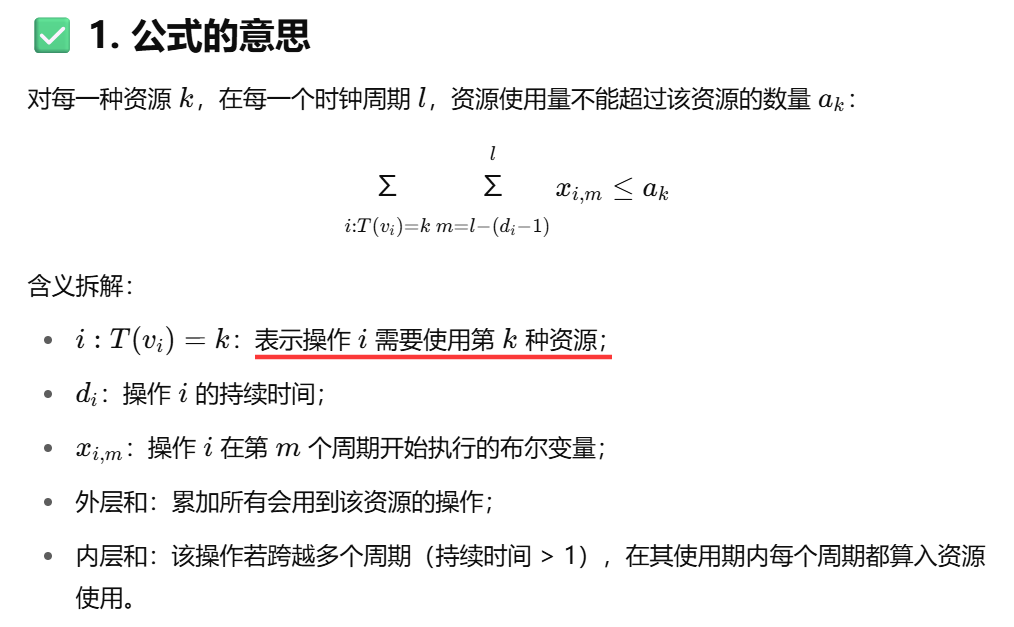 ✅ 1. 公式的意思
对每一种资源 k，在每一个时钟周期 l，资源使用量不能超过该资源的数量 aₖ：
∑_{i:T(v_i)=k} ∑_{m=l−(d_i−1)}^{l} x_{i,m} ≤ a_k
含义拆解：
• i : T(v_i) = k：表示操作 i 需要使用第 k 种资源；
• d_i：操作 i 的持续时间；
• x_{i,m}：操作 i 在第 m 个周期开始执行的布尔变量；
• 外层和：累加所有会用到该资源的操作；
• 内层和：该操作若跨越多个周期（持续时间 > 1），在其使用期内每个周期都算入资源
使用。